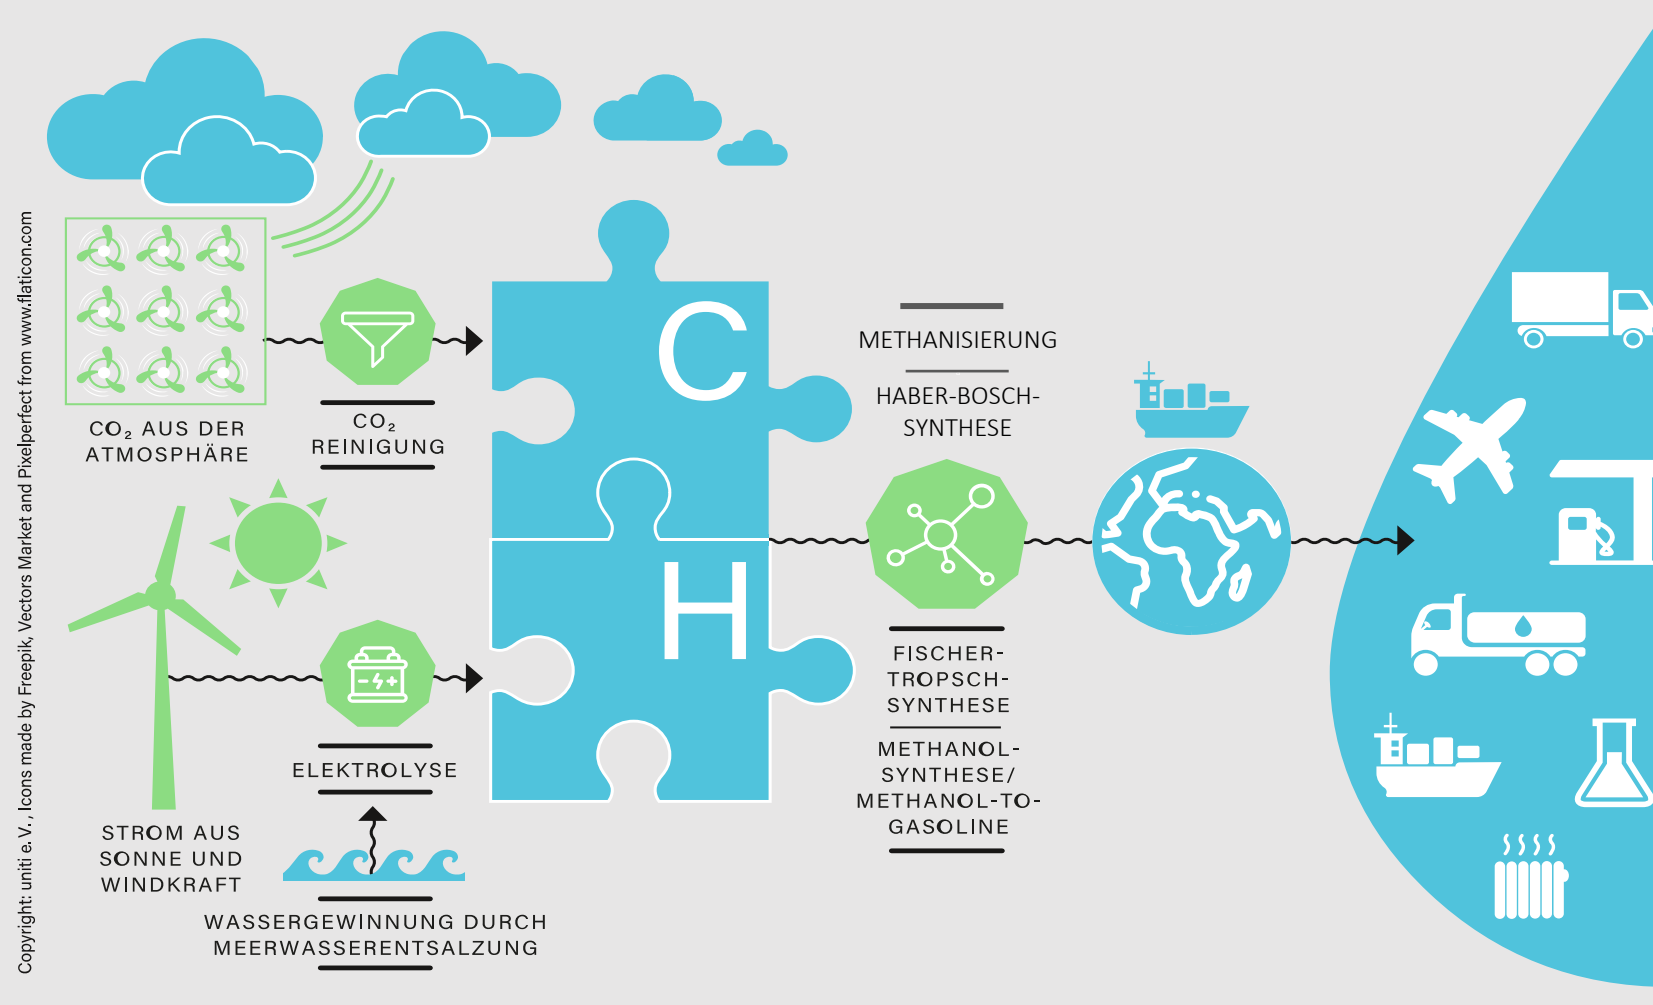 Copyright: uniti e. V., Icons made by Freepik, Vectors Market and Pixelperfect from www.flaticon.com
CO₂ AUS DER
ATMOSPHÄRE
CO₂
REINIGUNG
C
H
METHANISIERUNG
HABER-BOSCH-
SYNTHESE
FISCHER-
TROPSCH-
SYNTHESE
METHANOL-
SYNTHESE/
METHANOL-TO-
GASOLINE
STROM AUS
SONNE UND
WINDKRAFT
ELEKTROLYSE
WASSERGEWINNUNG DURCH
MEERWASSERENTSALZUNG